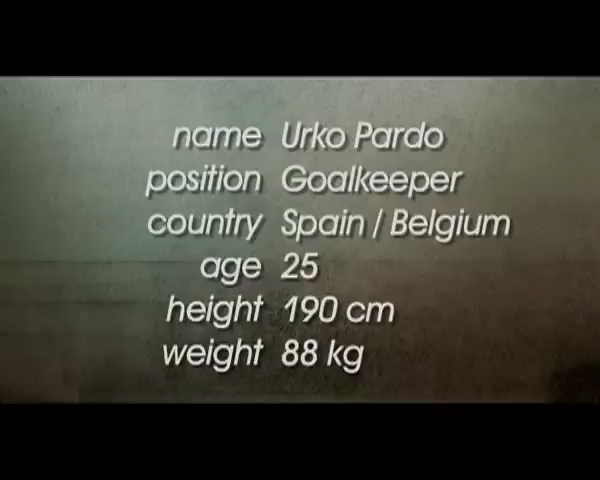 name Urko Pardo
position Goalkeeper
country Spain / Belgium
age 25
height 190 cm
weight 88 kg